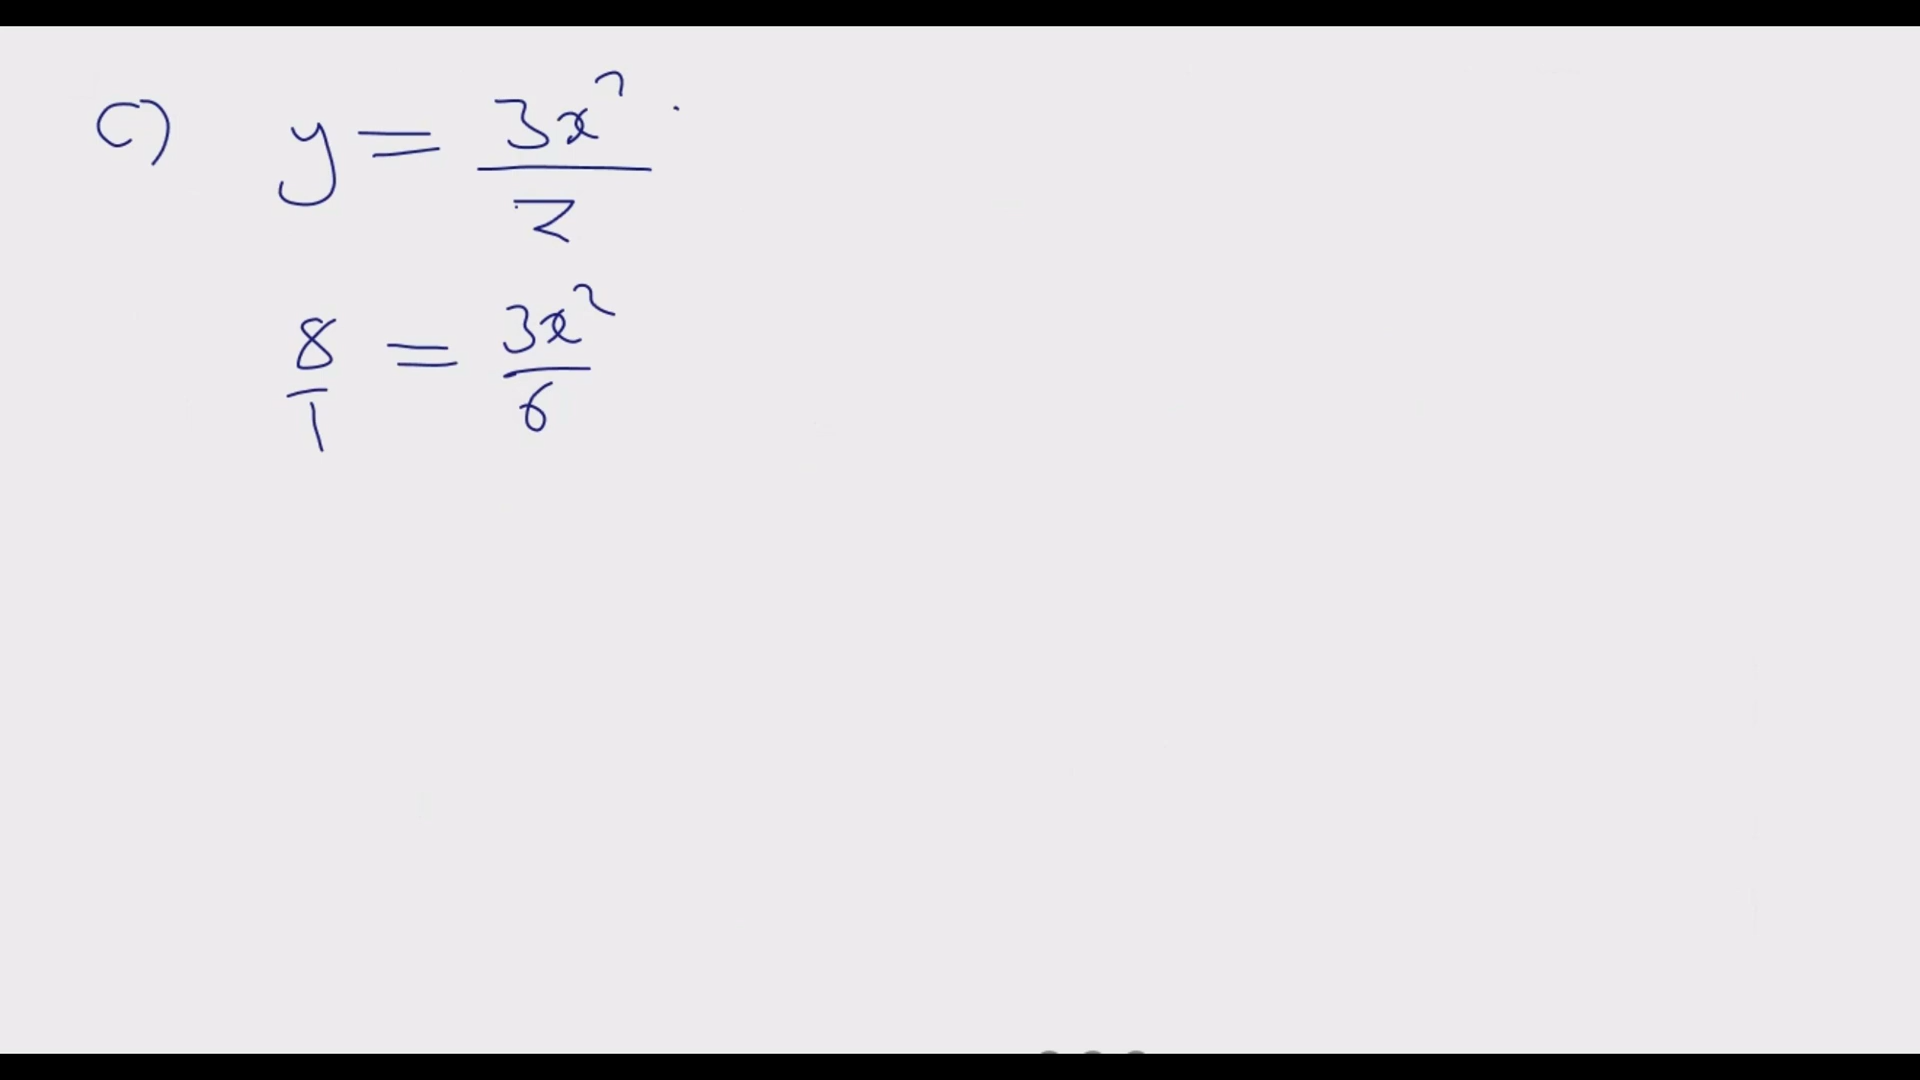 c) y = 3x² / z
8/1 = 3x² / 6